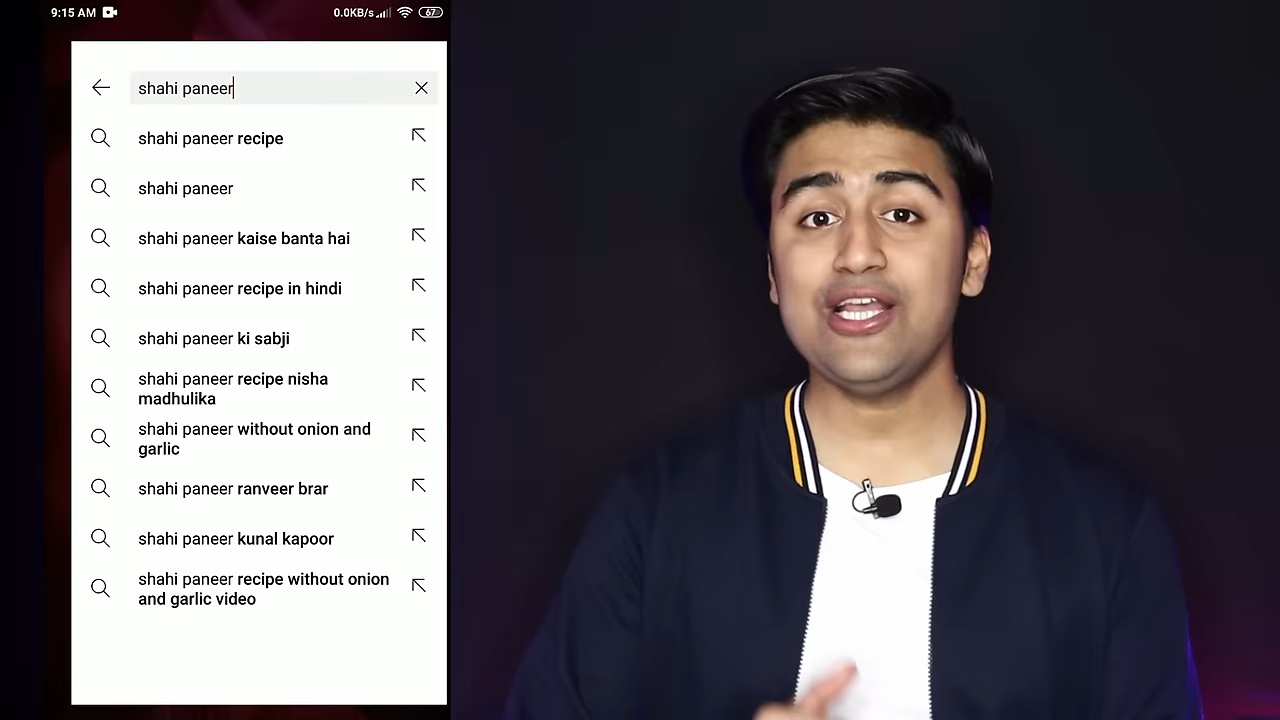 9:15 AM 0.0KB/s 67
shahi paneer
shahi paneer recipe
shahi paneer
shahi paneer kaise banta hai
shahi paneer recipe in hindi
shahi paneer ki sabji
shahi paneer recipe nisha
madhulika
shahi paneer without onion and
garlic
shahi paneer ranveer brar
shahi paneer kunal kapoor
shahi paneer recipe without onion
and garlic video